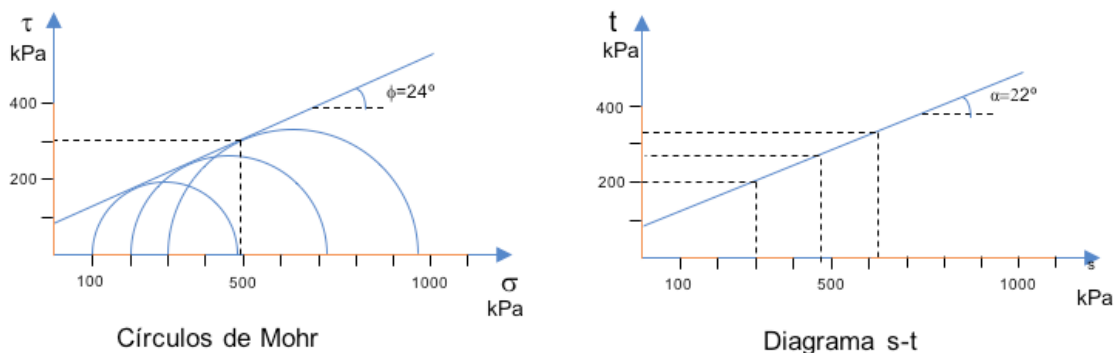 τ
kPa
400
200
ϕ=24º
100
500
1000
σ
kPa
Círculos de Mohr
t
kPa
400
200
α=22º
100
500
1000
s
kPa
Diagrama s-t